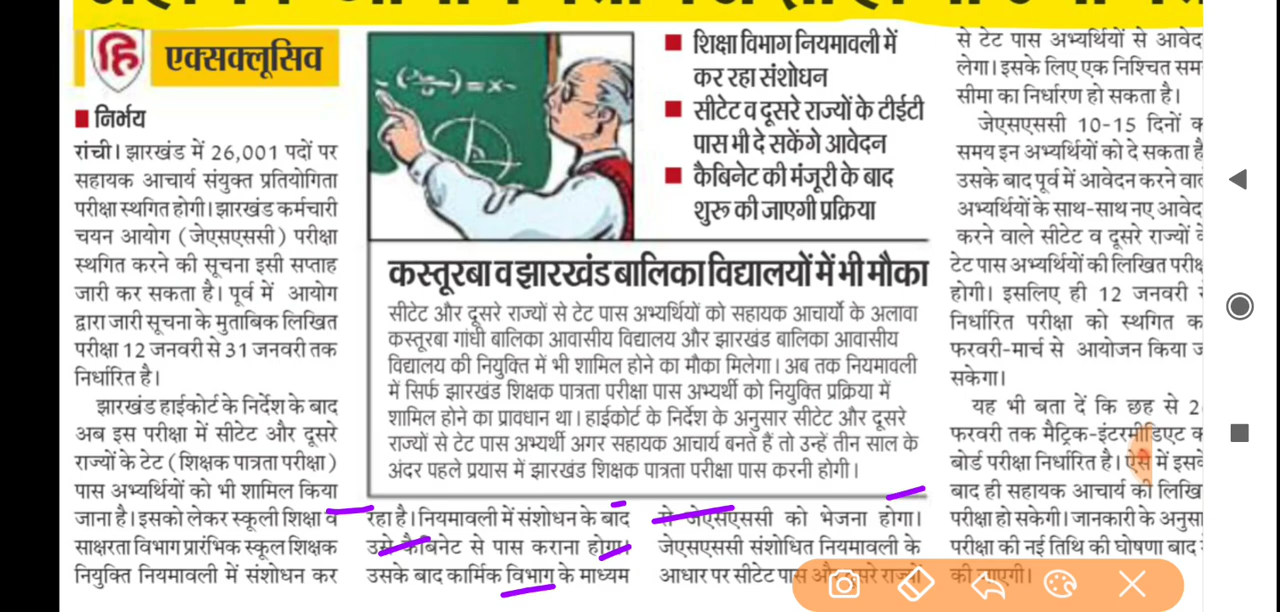 हि एक्सक्लूसिव
निर्भय
रांची। झारखंड में 26,001 पदों पर
सहायक आचार्य संयुक्त प्रतियोगिता
परीक्षा स्थगित होगी। झारखंड कर्मचारी
चयन आयोग (जेएसएससी) परीक्षा
स्थगित करने की सूचना इसी सप्ताह
जारी कर सकता है। पूर्व में आयोग
द्वारा जारी सूचना के मुताबिक लिखित
परीक्षा 12 जनवरी से 31 जनवरी तक
निर्धारित है।
झारखंड हाईकोर्ट के निर्देश के बाद
अब इस परीक्षा में सीटेट और दूसरे
राज्यों के टेट (शिक्षक पात्रता परीक्षा)
पास अभ्यर्थियों को भी शामिल किया
जाना है। इसको लेकर स्कूली शिक्षा व
साक्षरता विभाग प्रारंभिक स्कूल शिक्षक
नियुक्ति नियमावली में संशोधन कर
शिक्षा विभाग नियमावली में
कर रहा संशोधन
सीटेट व दूसरे राज्यों के टीईटी
पास भी दे सकेंगे आवेदन
कैबिनेट की मंजूरी के बाद
शुरू की जाएगी प्रक्रिया
कस्तूरबा व झारखंड बालिका विद्यालयों में भी मौका
सीटेट और दूसरे राज्यों से टेट पास अभ्यर्थियों को सहायक आचार्यो के अलावा
कस्तूरबा गांधी बालिका आवासीय विद्यालय और झारखंड बालिका आवासीय
विद्यालय की नियुक्ति में भी शामिल होने का मौका मिलेगा। अब तक नियमावली
में सिर्फ झारखंड शिक्षक पात्रता परीक्षा पास अभ्यर्थी को नियुक्ति प्रक्रिया में
शामिल होने का प्रावधान था। हाईकोर्ट के निर्देश के अनुसार सीटेट और दूसरे
राज्यों से टेट पास अभ्यर्थी अगर सहायक आचार्य बनते हैं तो उन्हें तीन साल के
अंदर पहले प्रयास में झारखंड शिक्षक पात्रता परीक्षा पास करनी होगी।
रहा है। नियमावली में संशोधन के बाद
उसे कैबिनेट से पास कराना होगा।
उसके बाद कार्मिक विभाग के माध्यम
से जेएसएससी को भेजना होगा।
जेएसएससी संशोधित नियमावली के
आधार पर सीटेट पास और दूसरे राज्यों
से टेट पास अभ्यर्थियों से
लेगा। इसके लिए एक निश्चित
सीमा का निर्धारण हो सकता है।
जेएसएससी 10-15 दिनों
समय इन अभ्यर्थियों को दे सकता
उसके बाद पूर्व में आवेदन करने
अभ्यर्थियों के साथ-साथ नए
करने वाले सीटेट व दूसरे राज्यों
टेट पास अभ्यर्थियों की लिखित
होगी। इसलिए ही 12 जनवरी
निर्धारित परीक्षा को स्थगित
फरवरी-मार्च से आयोजन किया
सकेगा।
यह भी बता दें कि छह से
फरवरी तक मैट्रिक-इंटरमीडिएट
बोर्ड परीक्षा निर्धारित है। ऐसे में
बाद ही सहायक आचार्य की
परीक्षा हो सकेगी। जानकारी के
परीक्षा की नई तिथि की घोषणा बाद
की जाएगी।